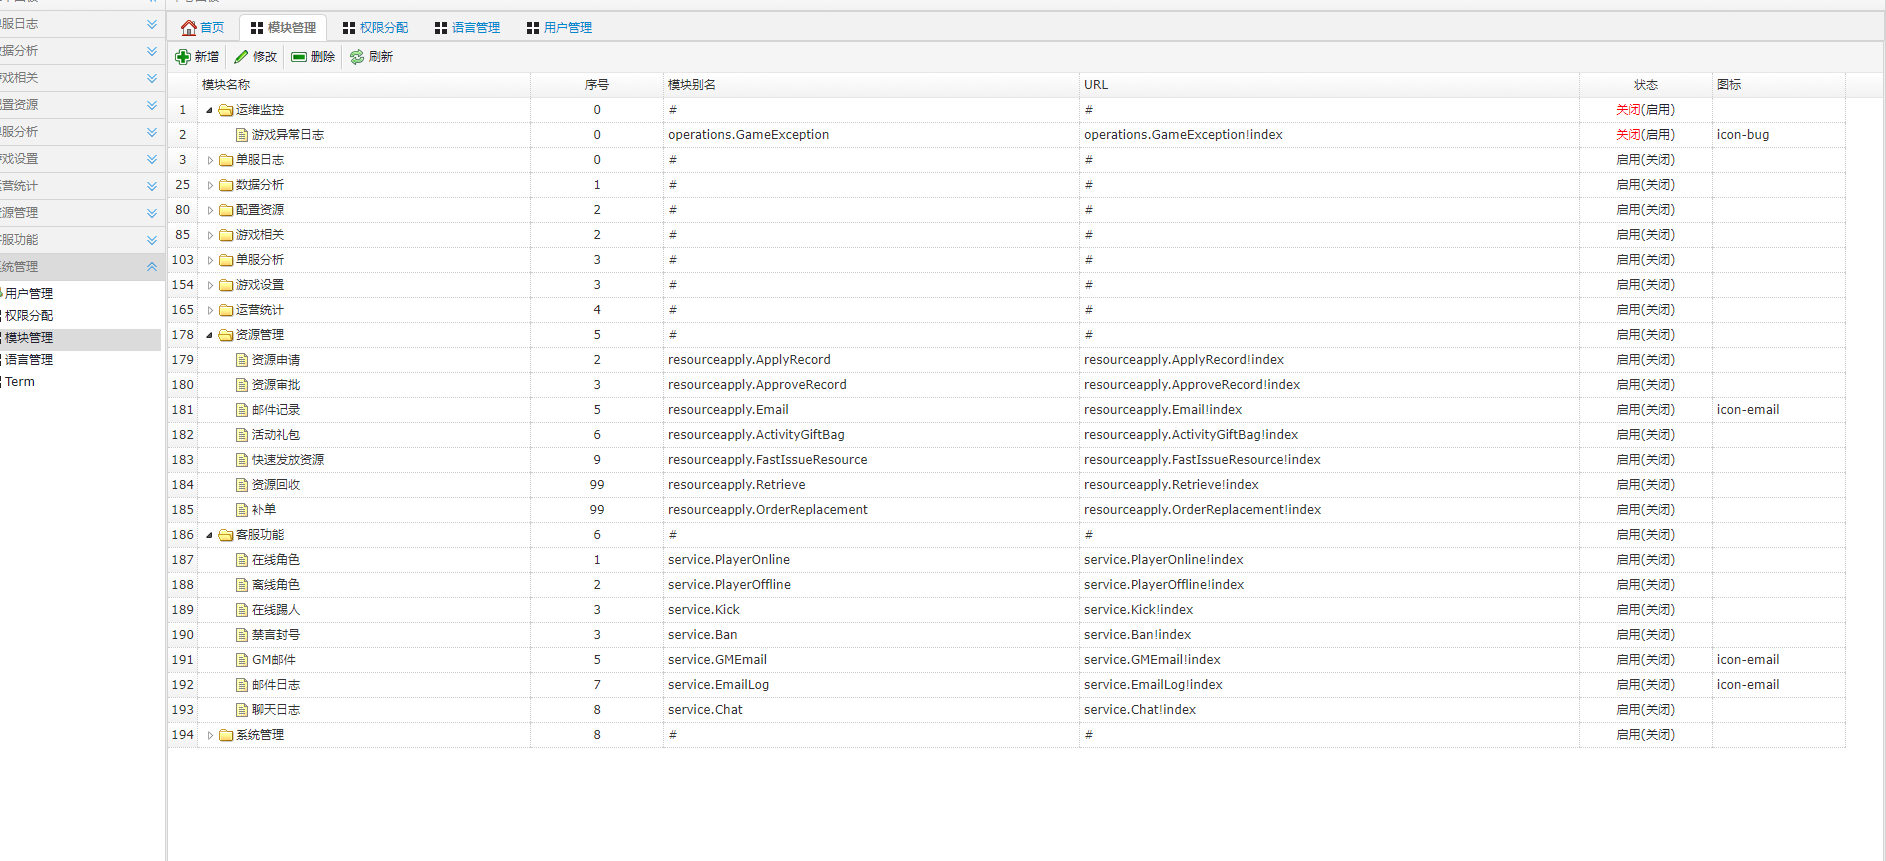 单服日志
数据分析
游戏相关
配置资源
单服分析
游戏设置
运营统计
资源管理
客服功能
系统管理
用户管理
权限分配
模块管理
语言管理
Term
首页 模块管理 权限分配 语言管理 用户管理
新增 修改 删除 刷新
模块名称 序号 模块别名 URL 状态 图标
1 运维监控 0 # # 关闭(启用)
2 游戏异常日志 0 operations.GameException operations.GameException!index 关闭(启用) icon-bug
3 单服日志 0 # # 启用(关闭)
25 数据分析 1 # # 启用(关闭)
80 配置资源 2 # # 启用(关闭)
85 游戏相关 2 # # 启用(关闭)
103 单服分析 3 # # 启用(关闭)
154 游戏设置 3 # # 启用(关闭)
165 运营统计 4 # # 启用(关闭)
178 资源管理 5 # # 启用(关闭)
179 资源申请 2 resourceapply.ApplyRecord resourceapply.ApplyRecord!index 启用(关闭)
180 资源审批 3 resourceapply.ApproveRecord resourceapply.ApproveRecord!index 启用(关闭)
181 邮件记录 5 resourceapply.Email resourceapply.Email!index 启用(关闭) icon-email
182 活动礼包 6 resourceapply.ActivityGiftBag resourceapply.ActivityGiftBag!index 启用(关闭)
183 快速发放资源 9 resourceapply.FastIssueResource resourceapply.FastIssueResource!index 启用(关闭)
184 资源回收 99 resourceapply.Retrieve resourceapply.Retrieve!index 启用(关闭)
185 补单 99 resourceapply.OrderReplacement resourceapply.OrderReplacement!index 启用(关闭)
186 客服功能 6 # # 启用(关闭)
187 在线角色 1 service.PlayerOnline service.PlayerOnline!index 启用(关闭)
188 离线角色 2 service.PlayerOffline service.PlayerOffline!index 启用(关闭)
189 在线踢人 3 service.Kick service.Kick!index 启用(关闭)
190 禁言封号 3 service.Ban service.Ban!index 启用(关闭)
191 GM邮件 5 service.GMEmail service.GMEmail!index 启用(关闭) icon-email
192 邮件日志 7 service.EmailLog service.EmailLog!index 启用(关闭) icon-email
193 聊天日志 8 service.Chat service.Chat!index 启用(关闭)
194 系统管理 8 # # 启用(关闭)